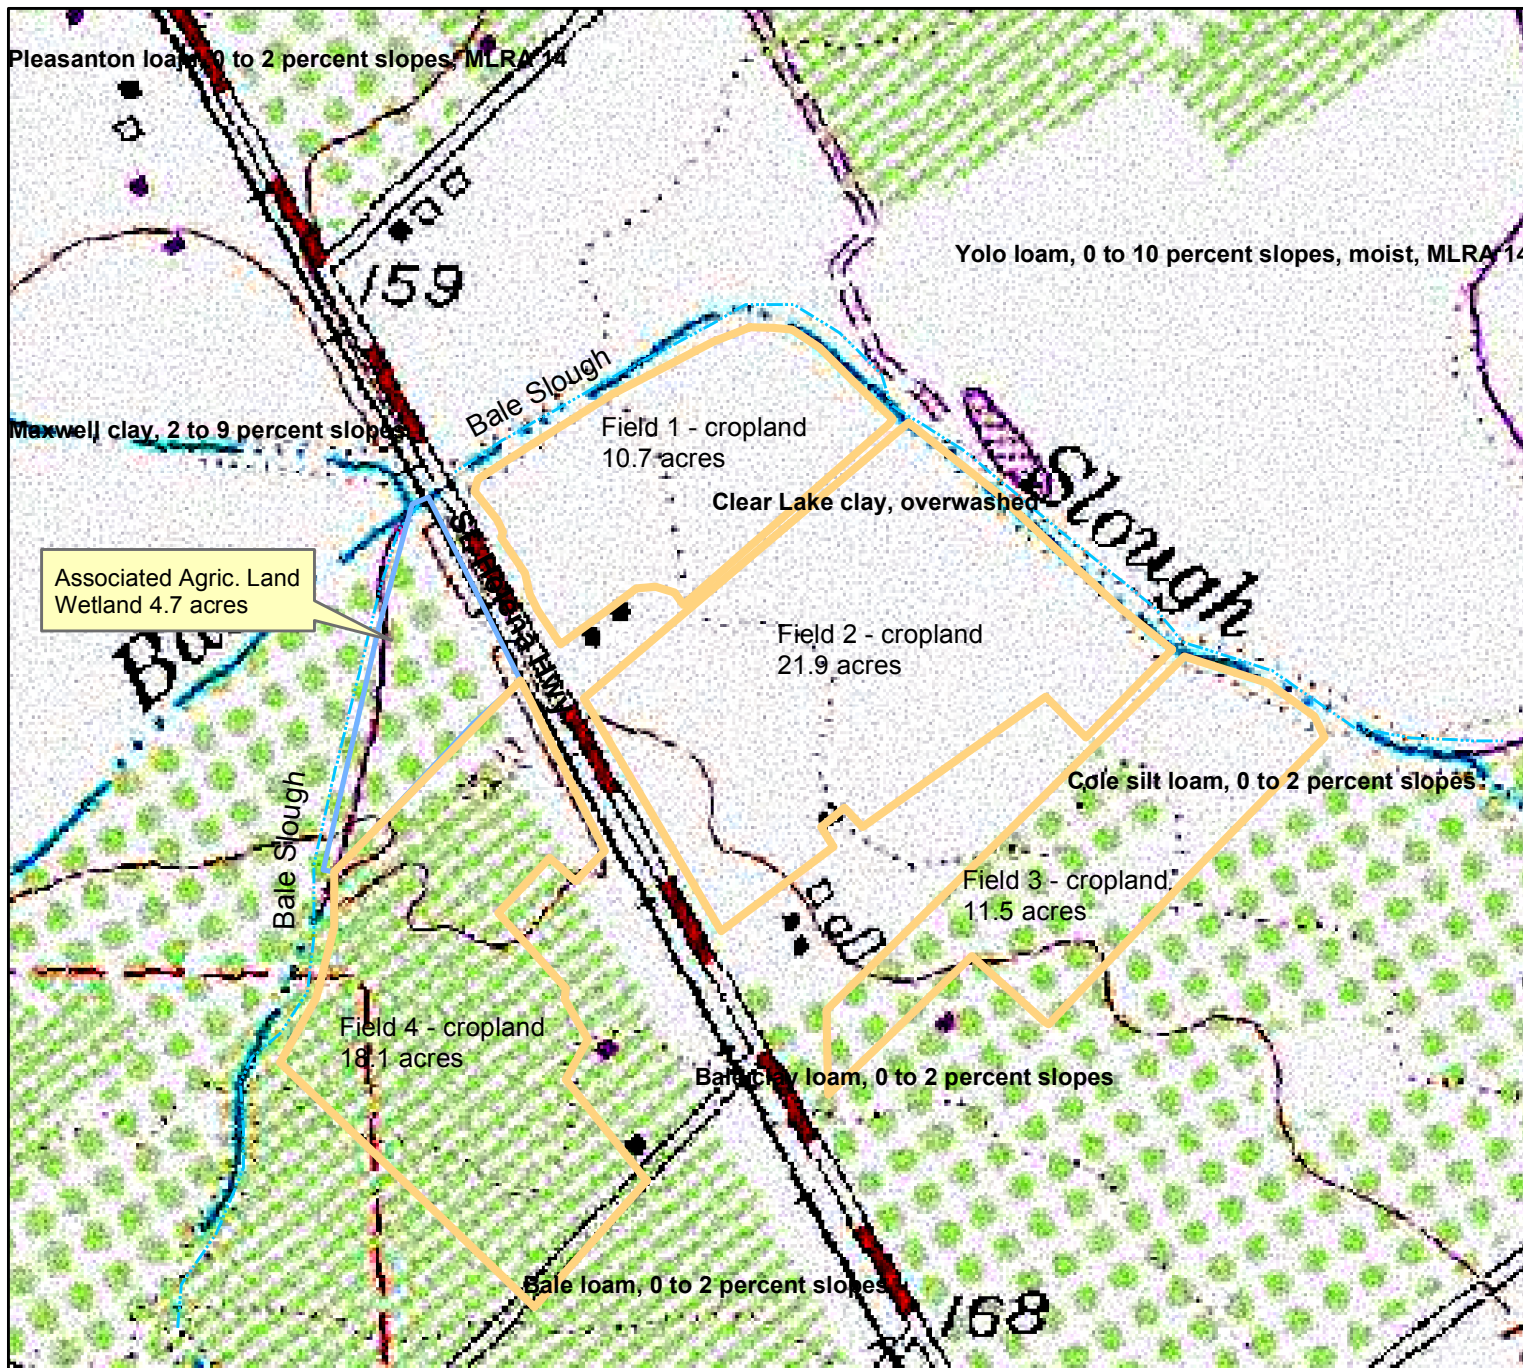 Pleasanton loam, 0 to 2 percent slopes, MLRA 14
159
Yolo loam, 0 to 10 percent slopes, moist, MLRA 14
Bale Slough
Maxwell clay, 2 to 9 percent slopes
Field 1 - cropland
10.7 acres
Clear Lake clay, overwashed
Slough
St. Helena Hwy
Associated Agric. Land
Wetland 4.7 acres
Field 2 - cropland
21.9 acres
Bale Slough
Cole silt loam, 0 to 2 percent slopes
Field 3 - cropland
11.5 acres
Field 4 - cropland
18.1 acres
Bale clay loam, 0 to 2 percent slopes
Bale loam, 0 to 2 percent slopes
168